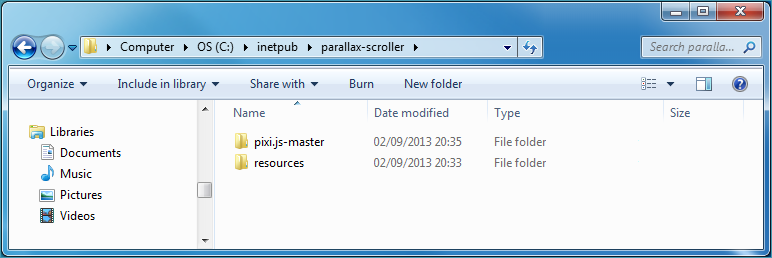 Computer OS (C:) inetpub parallax-scroller Search paralla...
Organize Include in library Share with Burn New folder
Name Date modified Type Size
Libraries
Documents
Music
Pictures
Videos
pixi.js-master 02/09/2013 20:35 File folder
resources 02/09/2013 20:33 File folder